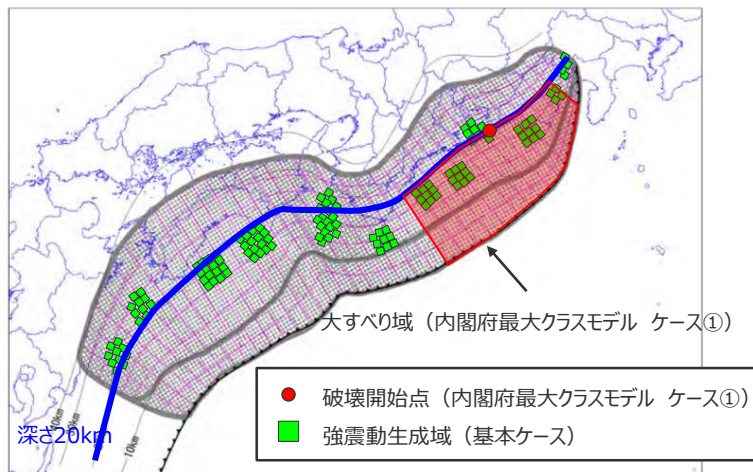 大すべり域（内閣府最大クラスモデル ケース①）
破壊開始点（内閣府最大クラスモデル ケース①）
強震動生成域（基本ケース）
深さ20km
40km
10km